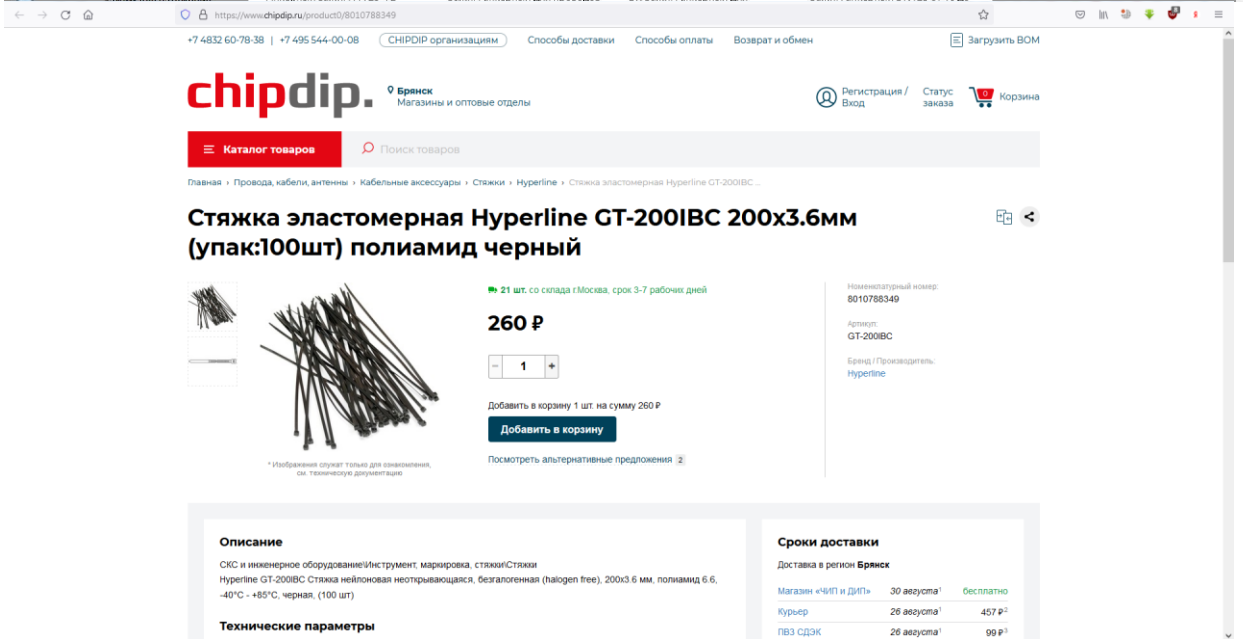 https://www.chipdip.ru/product0/8010788349
+7 4832 60-78-38 | +7 495 544-00-08 CHIPDIP организациям Способы доставки Способы оплаты Возврат и обмен Загрузить BOM
chipdip.
Брянск
Магазины и оптовые отделы
Регистрация /
Вход
Статус
заказа
0
Корзина
Каталог товаров
Поиск товаров
Главная › Провода, кабели, антенны › Кабельные аксессуары › Стяжки › Hyperline › Стяжка эластомерная Hyperline GT-200IBC ...
Стяжка эластомерная Hyperline GT-200IBC 200x3.6мм
(упак:100шт) полиамид черный
21 шт. со склада г.Москва, срок 3-7 рабочих дней
260 ₽
− 1 +
Добавить в корзину 1 шт. на сумму 260 ₽
Добавить в корзину
Посмотреть альтернативные предложения 2
* Изображения служат только для ознакомления,
см. техническую документацию
Номенклатурный номер:
8010788349
Артикул:
GT-200IBC
Бренд / Производитель:
Hyperline
Описание
СКС и инженерное оборудование\Инструмент, маркировка, стяжки\Стяжки
Hyperline GT-200IBC Стяжка нейлоновая неоткрывающаяся, безгалогенная (halogen free), 200x3.6 мм, полиамид 6.6,
-40°C - +85°C, черная, (100 шт)
Технические параметры
Сроки доставки
Доставка в регион Брянск
Магазин «ЧИП и ДИП» 30 августа1 бесплатно
Курьер 26 августа1 457 ₽2
ПВЗ СДЭК 26 августа1 99 ₽3